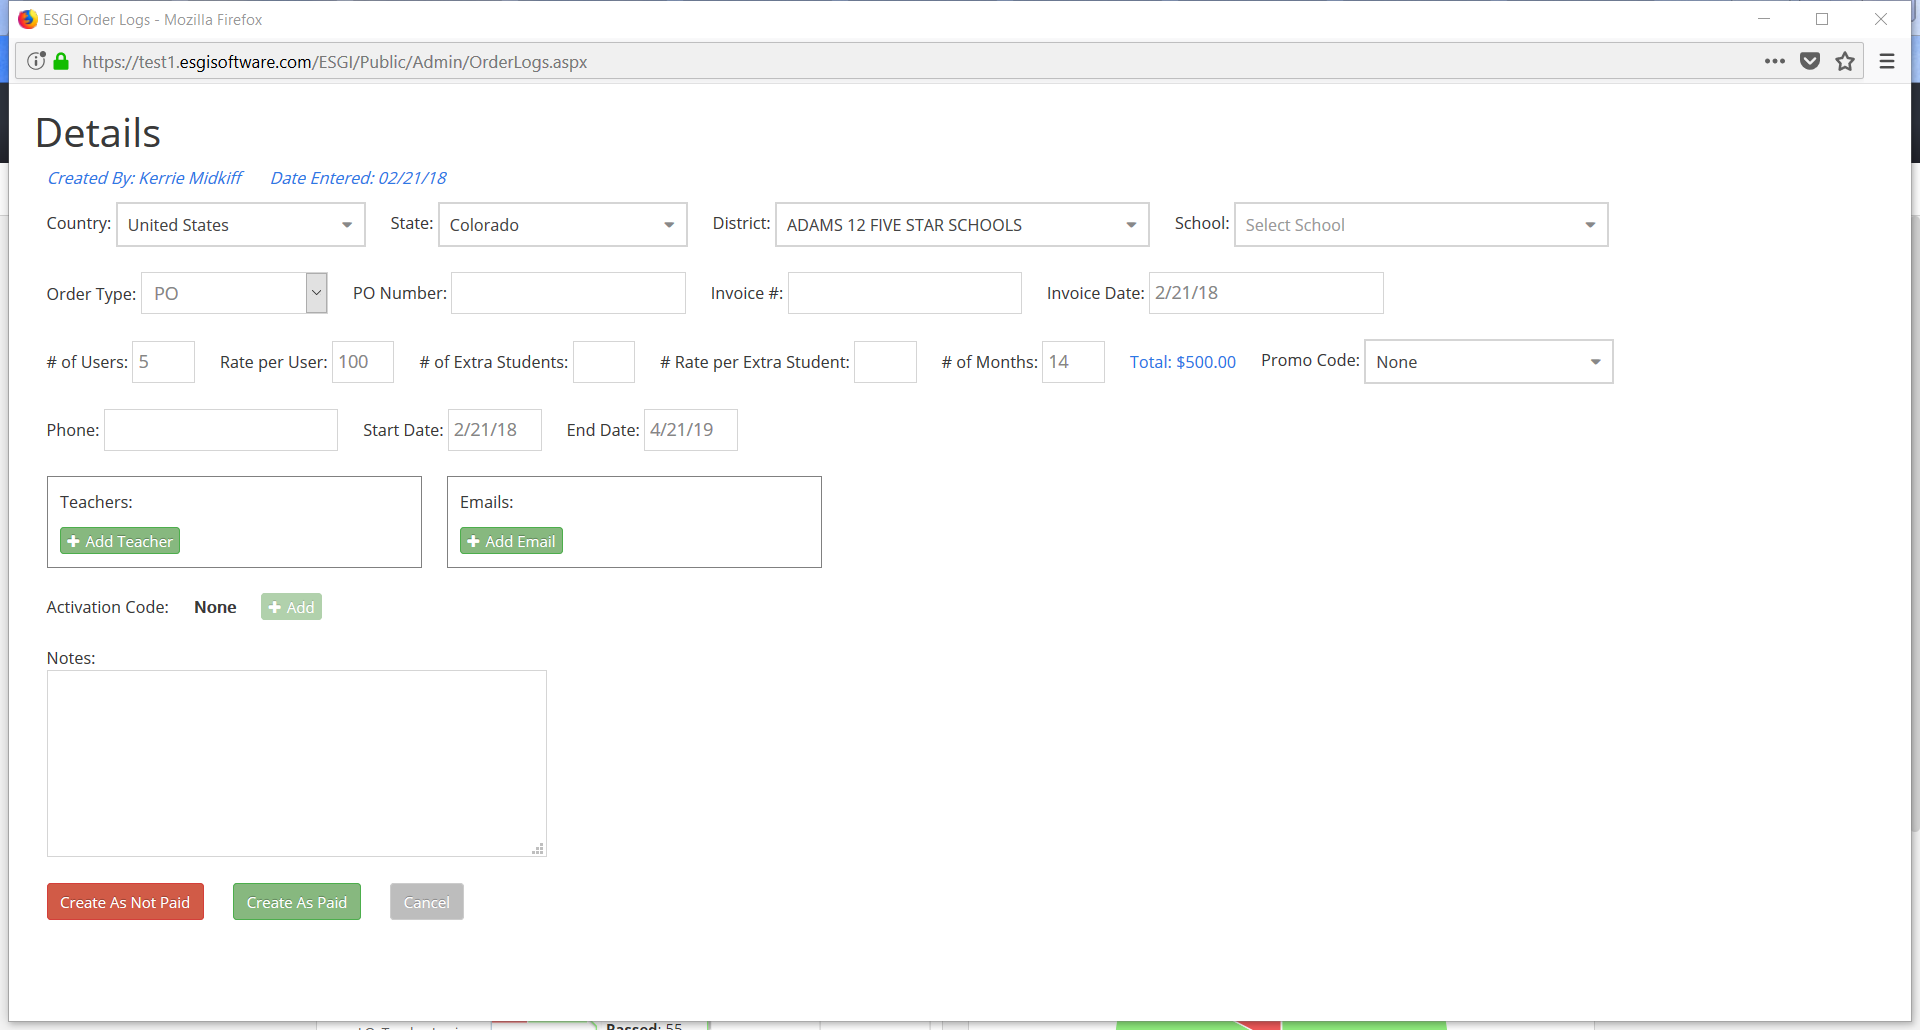 ESGI Order Logs - Mozilla Firefox
https://test1.esgisoftware.com/ESGI/Public/Admin/OrderLogs.aspx
Details
Created By: Kerrie Midkiff Date Entered: 02/21/18
Country: United States State: Colorado District: ADAMS 12 FIVE STAR SCHOOLS School: Select School
Order Type: PO PO Number: Invoice #: Invoice Date: 2/21/18
# of Users: 5 Rate per User: 100 # of Extra Students: # Rate per Extra Student: # of Months: 14 Total: $500.00 Promo Code: None
Phone: Start Date: 2/21/18 End Date: 4/21/19
Teachers: Emails:
+ Add Teacher + Add Email
Activation Code: None + Add
Notes:
Create As Not Paid Create As Paid Cancel
Passed: 55